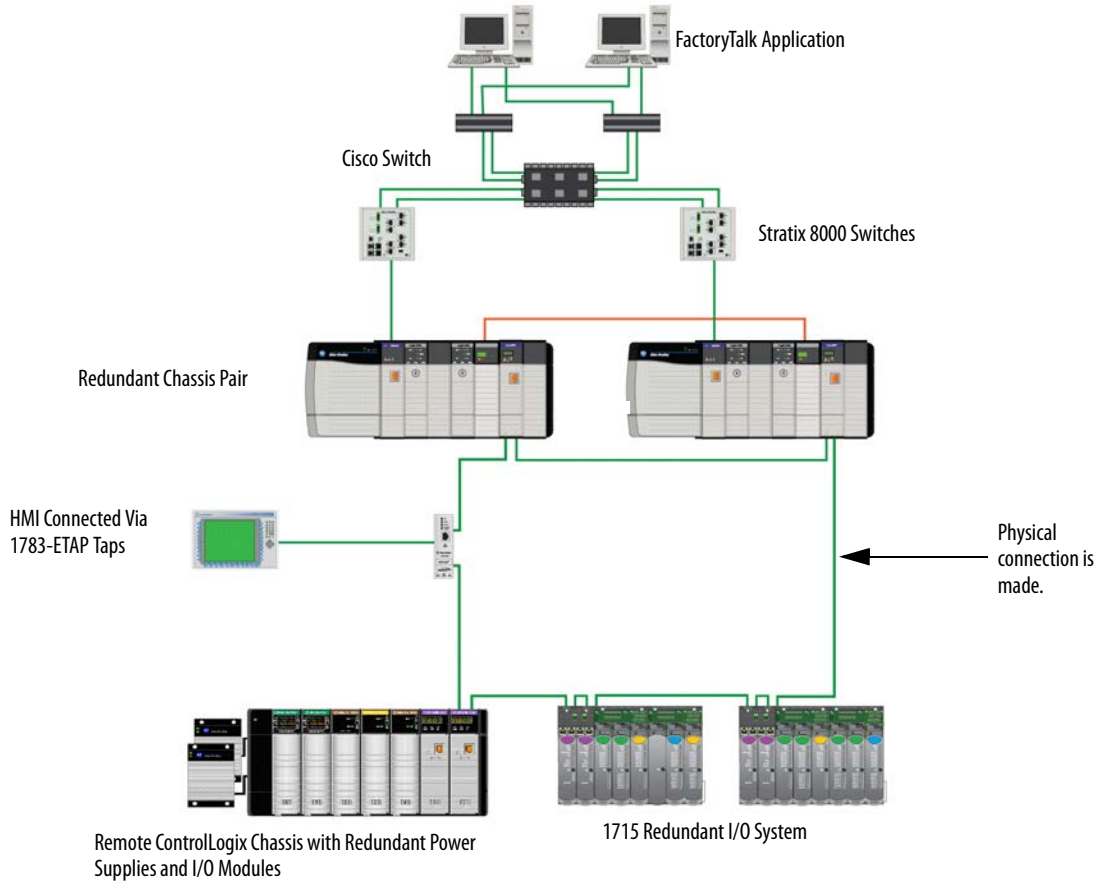 FactoryTalk Application
Cisco Switch
Stratix 8000 Switches
Redundant Chassis Pair
HMI Connected Via
1783-ETAP Taps
Physical
connection is
made.
1715 Redundant I/O System
Remote ControlLogix Chassis with Redundant Power
Supplies and I/O Modules